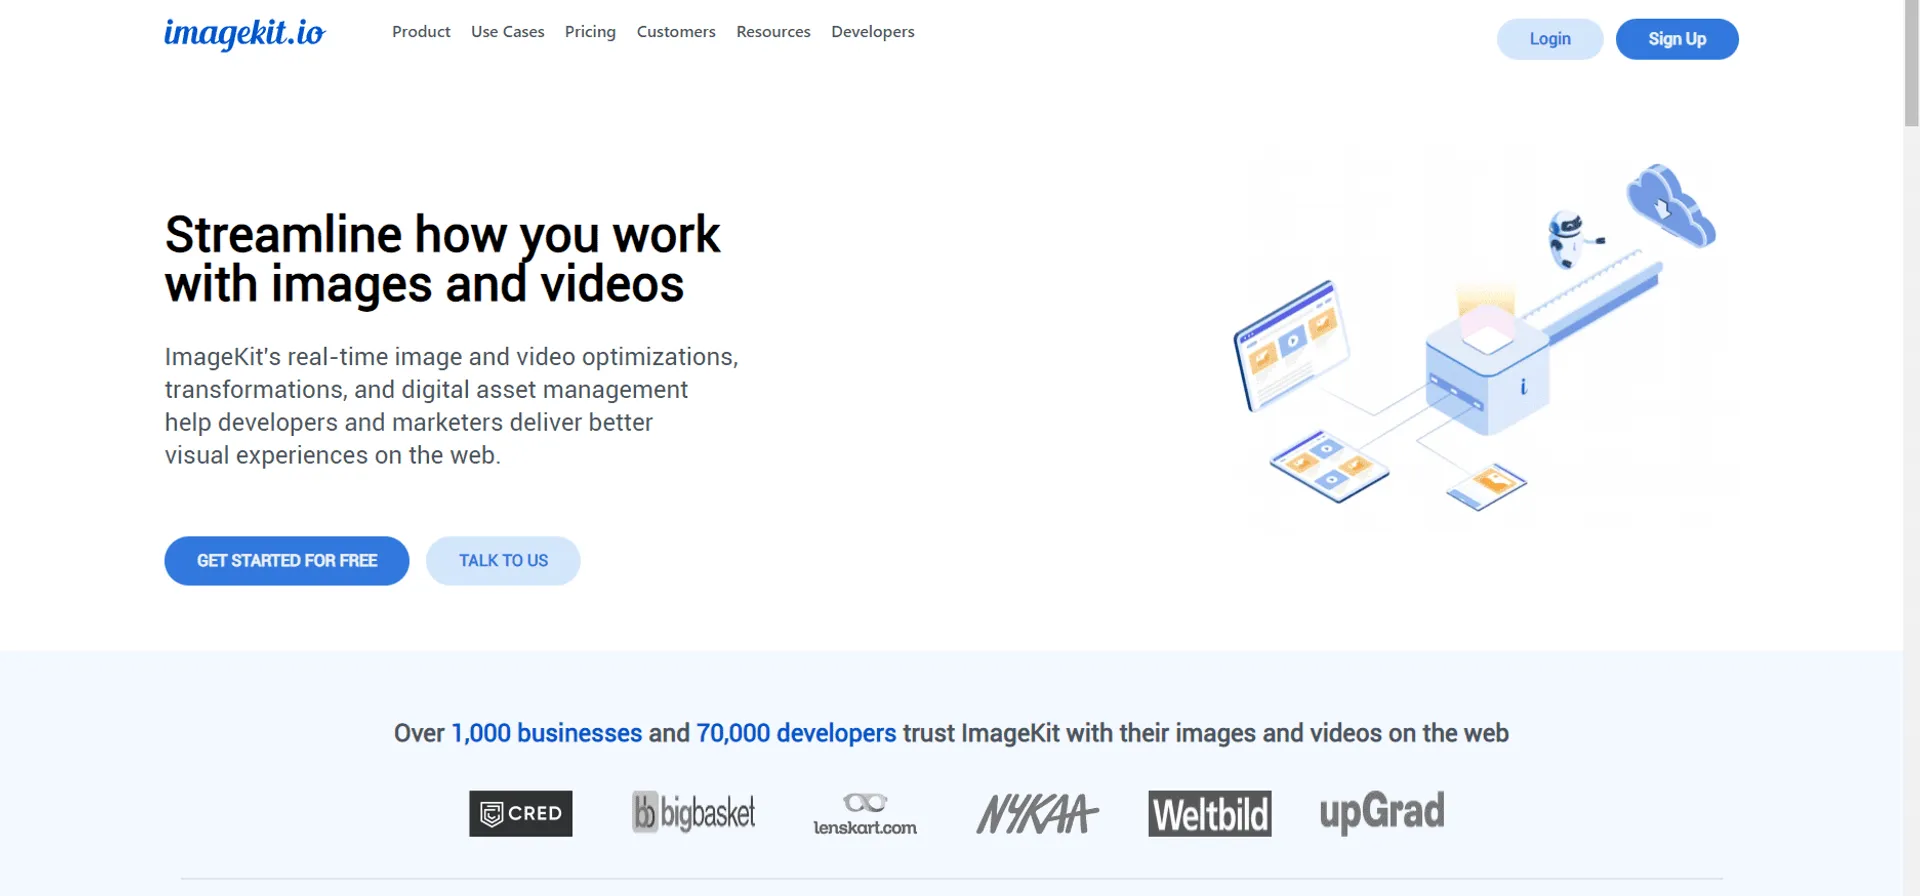 imagekit.io
Product Use Cases Pricing Customers Resources Developers
Login
Sign Up
Streamline how you work
with images and videos
ImageKit's real-time image and video optimizations,
transformations, and digital asset management
help developers and marketers deliver better
visual experiences on the web.
GET STARTED FOR FREE
TALK TO US
i
Over 1,000 businesses and 70,000 developers trust ImageKit with their images and videos on the web
CRED
bb bigbasket
lenskart.com
NYKAA
Weltbild
upGrad